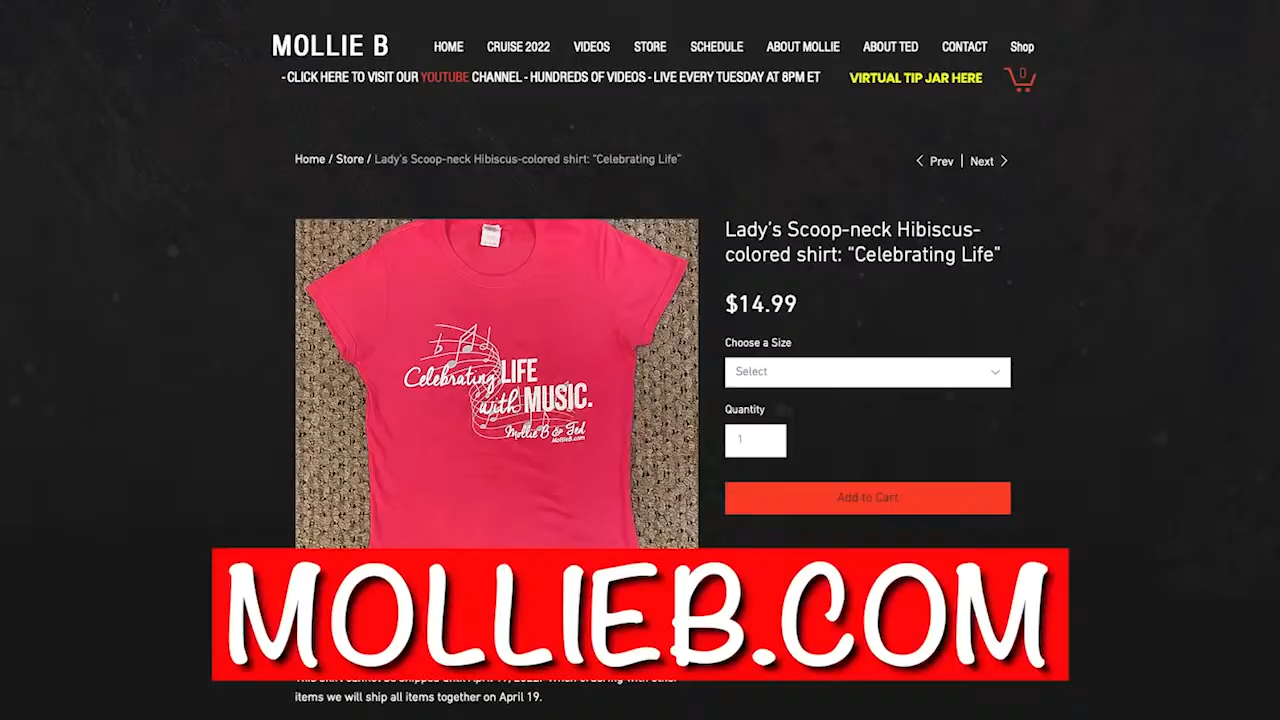 MOLLIE B
HOME CRUISE 2022 VIDEOS STORE SCHEDULE ABOUT MOLLIE ABOUT TED CONTACT Shop
- CLICK HERE TO VISIT OUR YOUTUBE CHANNEL - HUNDREDS OF VIDEOS - LIVE EVERY TUESDAY AT 8PM ET
VIRTUAL TIP JAR HERE
0
Home / Store / Lady's Scoop-neck Hibiscus-colored shirt: “Celebrating Life”
Prev | Next
Lady's Scoop-neck Hibiscus-
colored shirt: “Celebrating Life”
$14.99
Choose a Size
Select
Quantity
1
Add to Cart
Celebrating LIFE
with MUSIC.
Mollie B & Ted
MollieB.com
MOLLIEB.COM
items we will ship all items together on April 19.